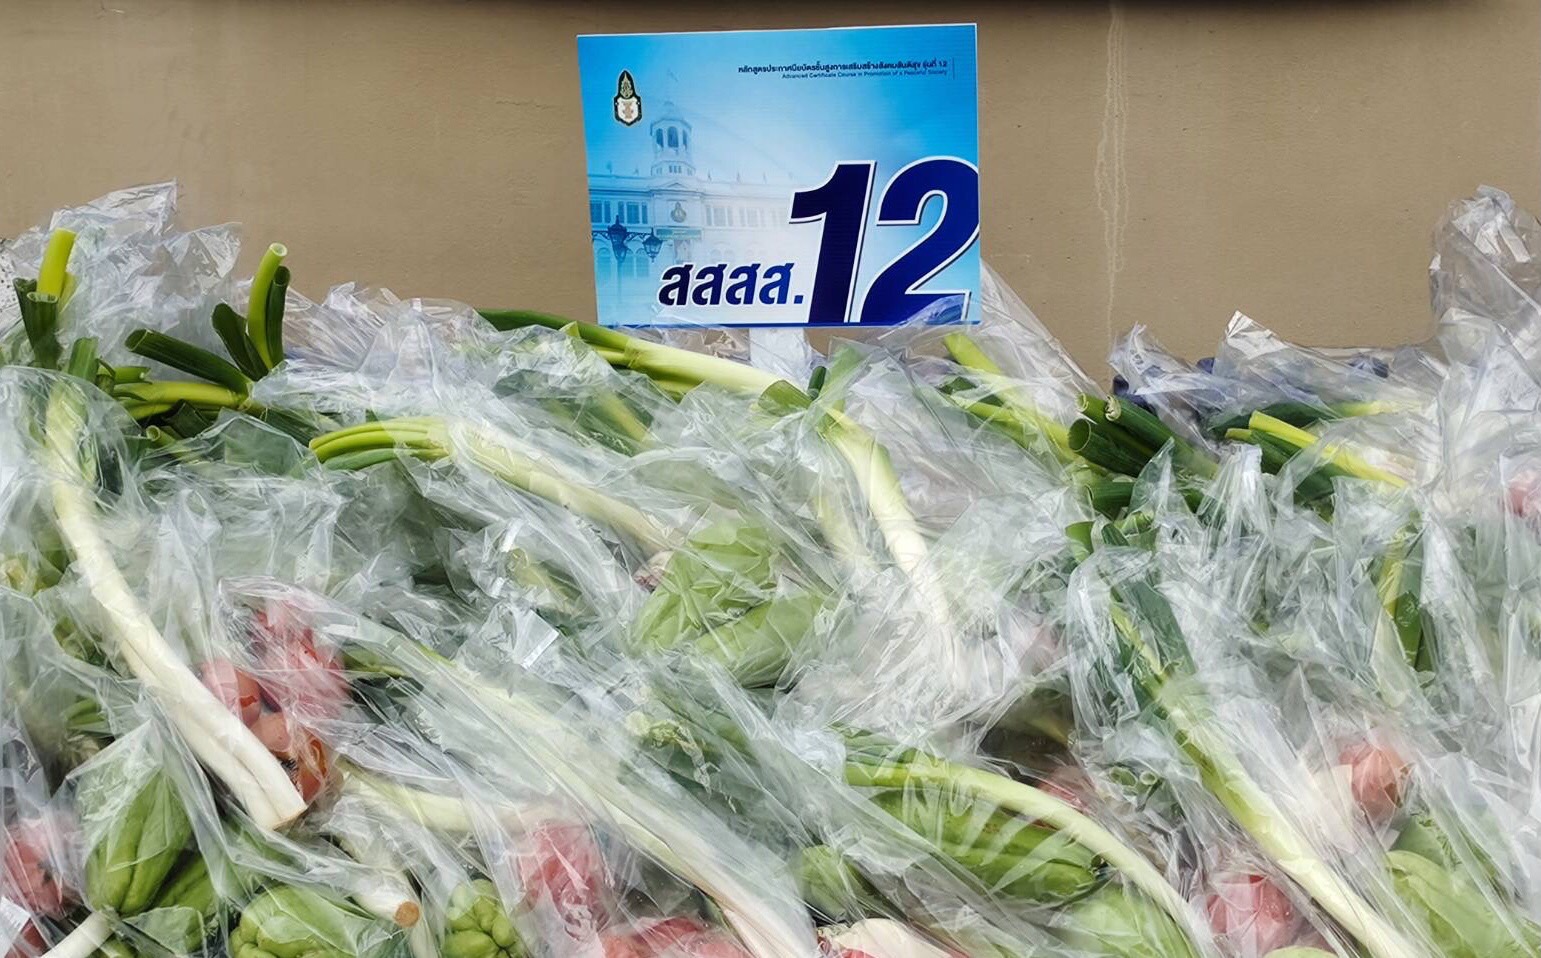 หลักสูตรประกาศนียบัตรชั้นสูงการเสริมสร้างสังคมสันติสุข รุ่นที่ 12
Advanced Certificate Course in Promotion of a Peaceful Society
สสสส.12